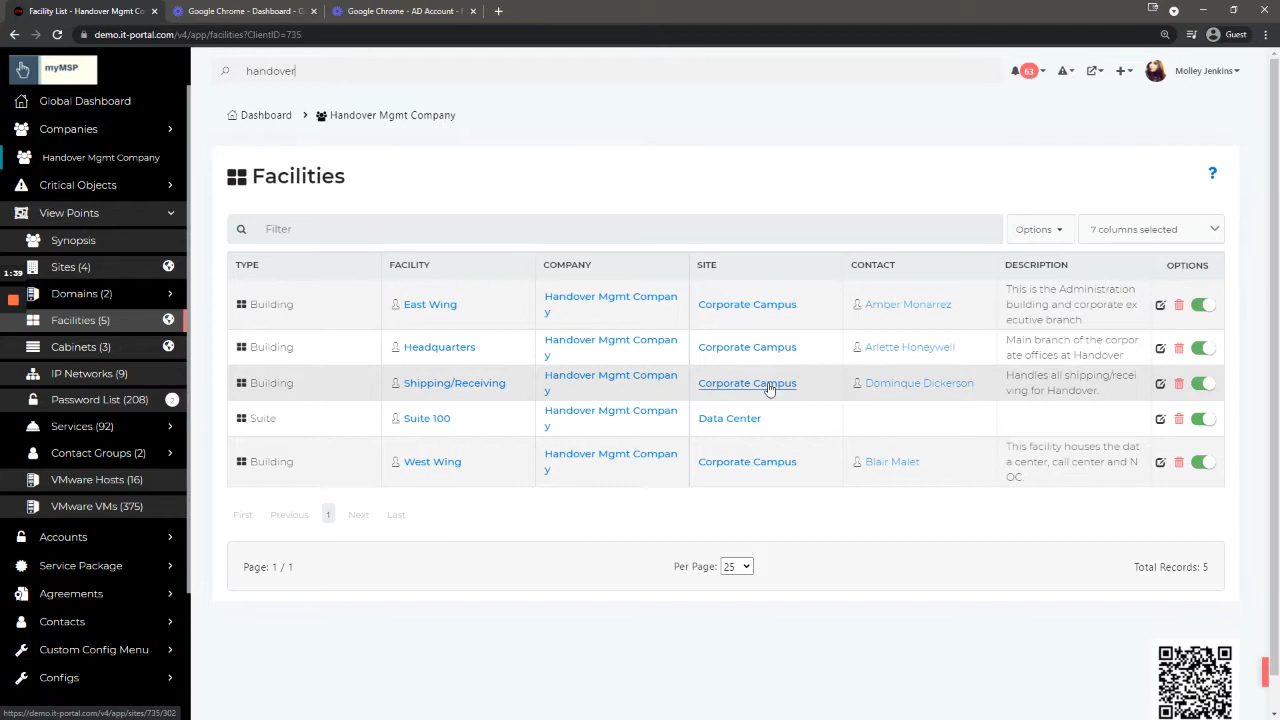 Facility List - Handover Mgmt Co
Google Chrome - Dashboard - G
Google Chrome - AD Account - I
demo.it-portal.com/v4/app/facilities?ClientID=735
Guest
myMSP
handover
63
Molley Jenkins
Global Dashboard
Companies
Handover Mgmt Company
Critical Objects
View Points
Synopsis
Sites (4)
1:39
Domains (2)
Facilities (5)
Cabinets (3)
IP Networks (9)
Password List (208)
?
Services (92)
Contact Groups (2)
VMware Hosts (16)
VMware VMs (375)
Accounts
Service Package
Agreements
Contacts
Custom Config Menu
Configs
https://demo.it-portal.com/v4/app/sites/735/302
Dashboard > Handover Mgmt Company
Facilities
?
Filter
Options
7 columns selected
TYPE FACILITY COMPANY SITE CONTACT DESCRIPTION OPTIONS
Building East Wing Handover Mgmt Compan
y Corporate Campus Amber Monarrez This is the Administration
building and corporate ex
ecutive branch.
Building Headquarters Handover Mgmt Compan
y Corporate Campus Arlette Honeywell Main branch of the corpor
ate offices at Handover
Building Shipping/Receiving Handover Mgmt Compan
y Corporate Campus Dominque Dickerson Handles all shipping/recei
ving for Handover.
Suite Suite 100 Handover Mgmt Compan
y Data Center
Building West Wing Handover Mgmt Compan
y Corporate Campus Blair Malet This facility houses the dat
a center, call center and N
OC.
First Previous 1 Next Last
Page: 1 / 1
Per Page: 25
Total Records: 5